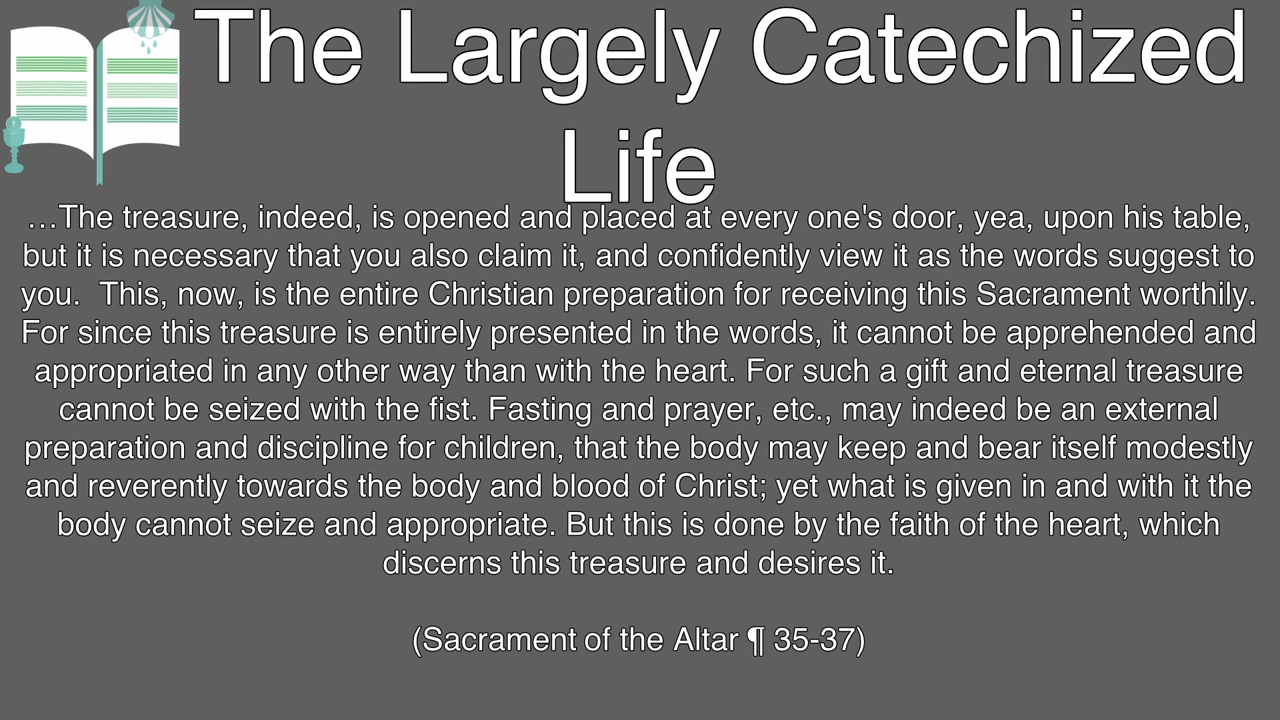 The Largely Catechized
Life
…The treasure, indeed, is opened and placed at every one's door, yea, upon his table,
but it is necessary that you also claim it, and confidently view it as the words suggest to
you.  This, now, is the entire Christian preparation for receiving this Sacrament worthily.
For since this treasure is entirely presented in the words, it cannot be apprehended and
appropriated in any other way than with the heart. For such a gift and eternal treasure
cannot be seized with the fist. Fasting and prayer, etc., may indeed be an external
preparation and discipline for children, that the body may keep and bear itself modestly
and reverently towards the body and blood of Christ; yet what is given in and with it the
body cannot seize and appropriate. But this is done by the faith of the heart, which
discerns this treasure and desires it.
(Sacrament of the Altar ¶ 35-37)